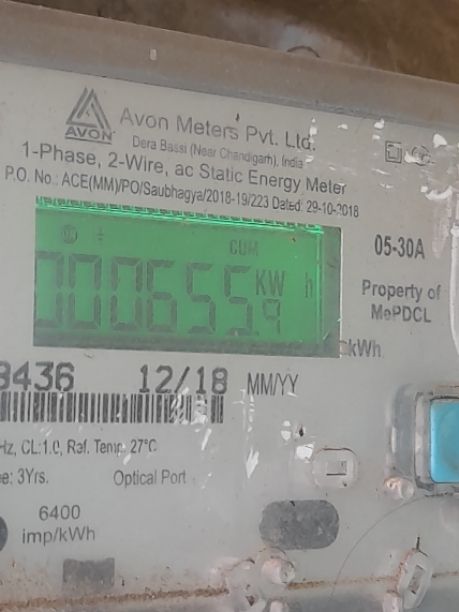 AVON
Avon Meters Pvt. Ltd.
Dera Bassi (Near Chandigarh), India
1-Phase, 2-Wire, ac Static Energy Meter
P.O. No.: ACE(MM)/PO/Saubhagya/2018-19/223 Dated: 29-10-2018
05-30A
CUM
000655.9 KW h
Property of
MePDCL
kWh
8436 12/18 MM/YY
Hz, CL:1.0, Ref. Temp. 27°C
ee: 3Yrs. Optical Port
6400
imp/kWh